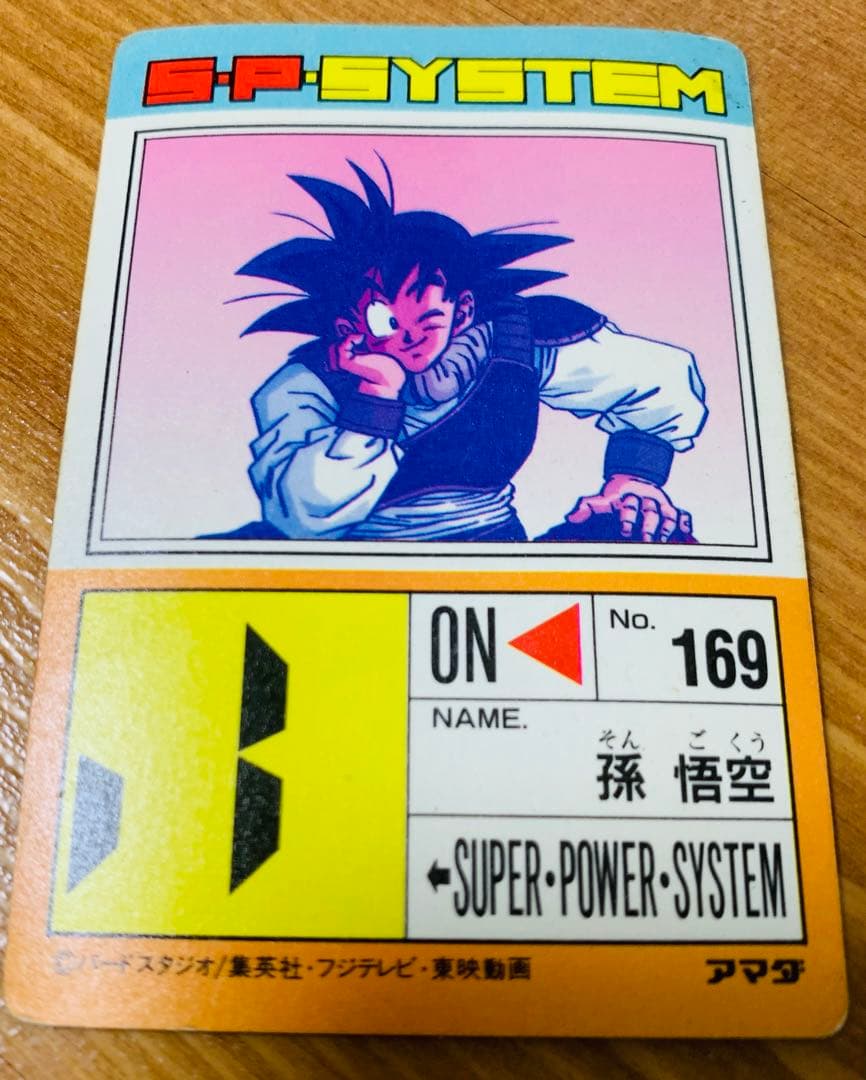 S・P・SYSTEM
ON
No.
169
NAME.
そん ご くう
孫 悟空
SUPER・POWER・SYSTEM
©バードスタジオ/集英社・フジテレビ・東映動画
アマダ